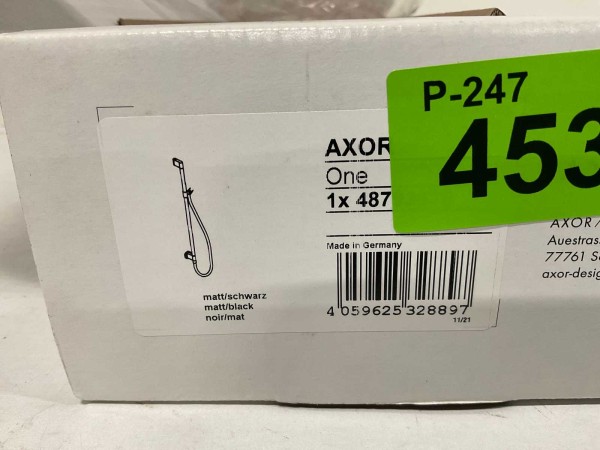 P-247
453
AXOR
One
1x 487
Made in Germany
matt/schwarz
matt/black
noir/mat
4 059625 328897
11/21
AXOR
Auestras
77761 S
axor-desig